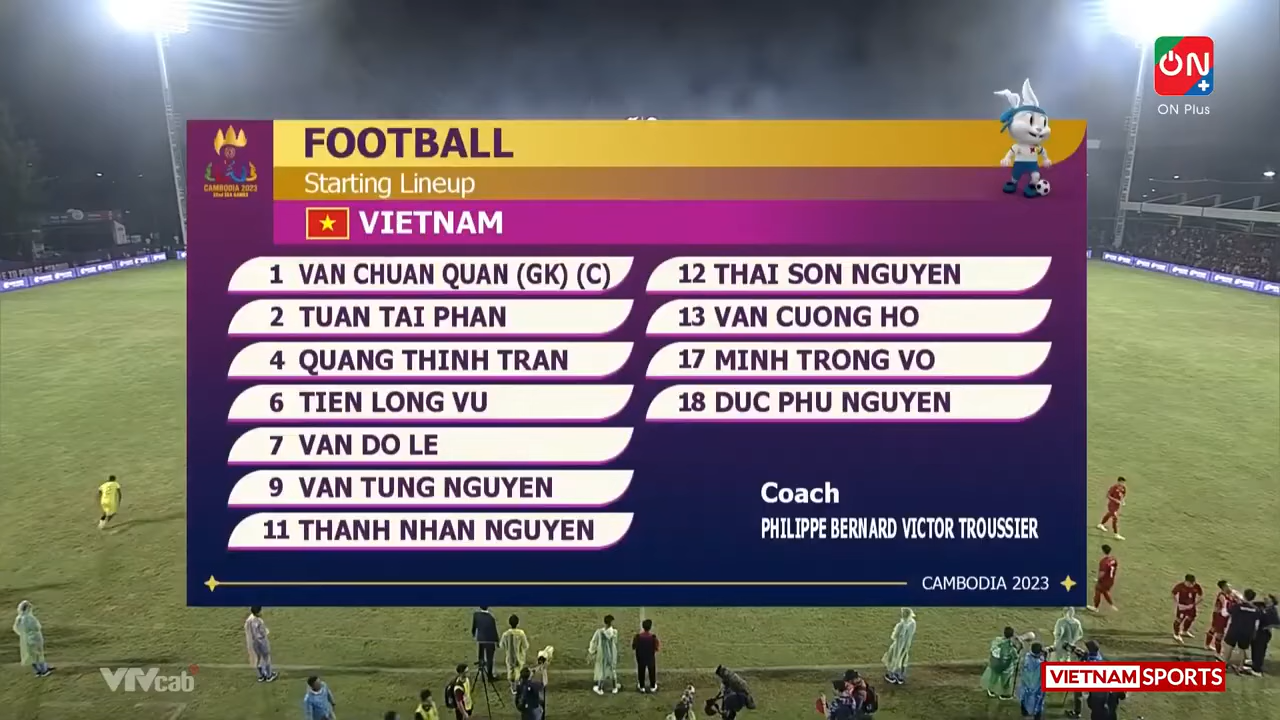 ON
+
ON Plus
CAMBODIA 2023
FOOTBALL
Starting Lineup
VIETNAM
1 VAN CHUAN QUAN (GK) (C)
2 TUAN TAI PHAN
4 QUANG THINH TRAN
6 TIEN LONG VU
7 VAN DO LE
9 VAN TUNG NGUYEN
11 THANH NHAN NGUYEN
12 THAI SON NGUYEN
13 VAN CUONG HO
17 MINH TRONG VO
18 DUC PHU NGUYEN
Coach
PHILIPPE BERNARD VICTOR TROUSSIER
CAMBODIA 2023
VTVcab
VIETNAM SPORTS